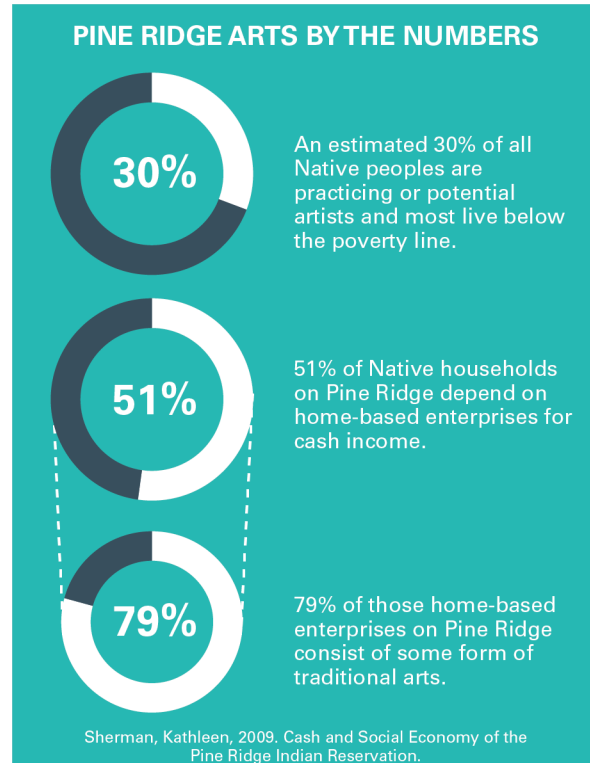 PINE RIDGE ARTS BY THE NUMBERS
30%
An estimated 30% of all
Native peoples are
practicing or potential
artists and most live below
the poverty line.
51%
51% of Native households
on Pine Ridge depend on
home-based enterprises for
cash income.
79%
79% of those home-based
enterprises on Pine Ridge
consist of some form of
traditional arts.
Sherman, Kathleen, 2009. Cash and Social Economy of the
Pine Ridge Indian Reservation.